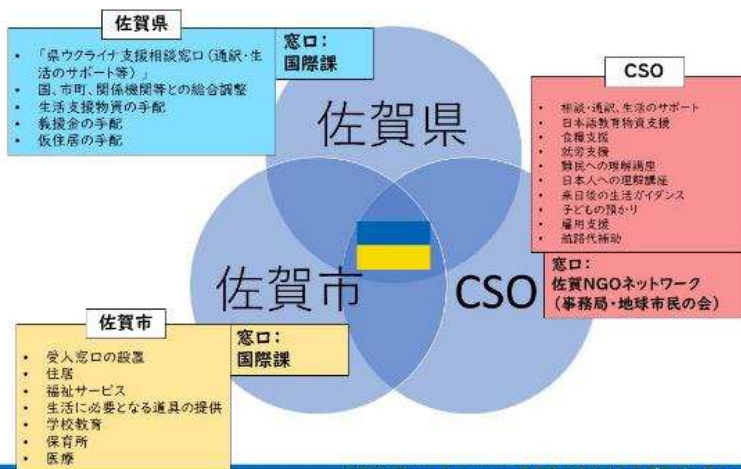 佐賀県
・ 「県ウクライナ支援相談窓口（通訳・生
活のサポート等）」
・ 国、市町、関係機関等との総合調整
・ 生活支援物資の手配
・ 義援金の手配
・ 仮住居の手配
窓口：
国際課
佐賀県
CSO
・ 相談・通訳、生活のサポート
・ 日本語教育物資支援
・ 食糧支援
・ 就労支援
・ 難民への理解講座
・ 日本人への理解講座
・ 来日後の生活ガイダンス
・ 子どもの預かり
・ 雇用支援
・ 航路代補助
窓口：
佐賀NGOネットワーク
（事務局・地球市民の会）
佐賀市
CSO
佐賀市
・ 受入窓口の設置
・ 住居
・ 福祉サービス
・ 生活に必要となる道具の提供
・ 学校教育
・ 保育所
・ 医療
窓口：
国際課